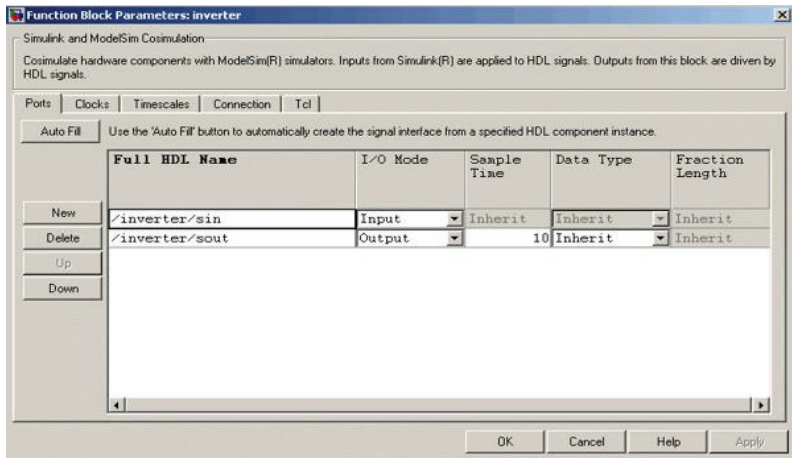 Function Block Parameters: inverter
Simulink and ModelSim Cosimulation
Cosimulate hardware components with ModelSim(R) simulators. Inputs from Simulink(R) are applied to HDL signals. Outputs from this block are driven by
HDL signals.
Ports Clocks Timescales Connection Tcl
Auto Fill Use the 'Auto Fill' button to automatically create the signal interface from a specified HDL component instance.
Full HDL Name I/O Mode Sample Time Data Type Fraction Length
New /inverter/sin Input Inherit Inherit Inherit
Delete /inverter/sout Output 10 Inherit Inherit
Up
Down
OK Cancel Help Apply